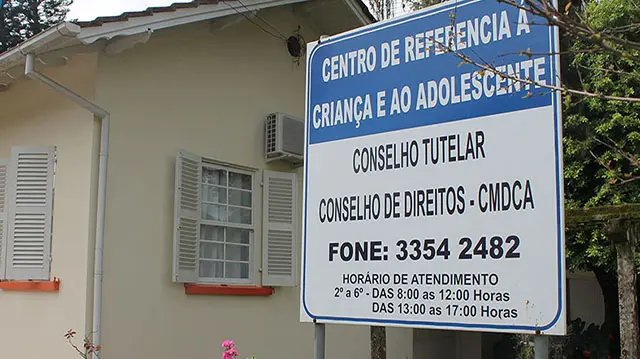 CENTRO DE REFERENCIA À
CRIANÇA E AO ADOLESCENTE
CONSELHO TUTELAR
CONSELHO DE DIREITOS - CMDCA
FONE: 3354 2482
HORÁRIO DE ATENDIMENTO
2ª a 6ª - DAS 8:00 as 12:00 Horas
DAS 13:00 as 17:00 Horas